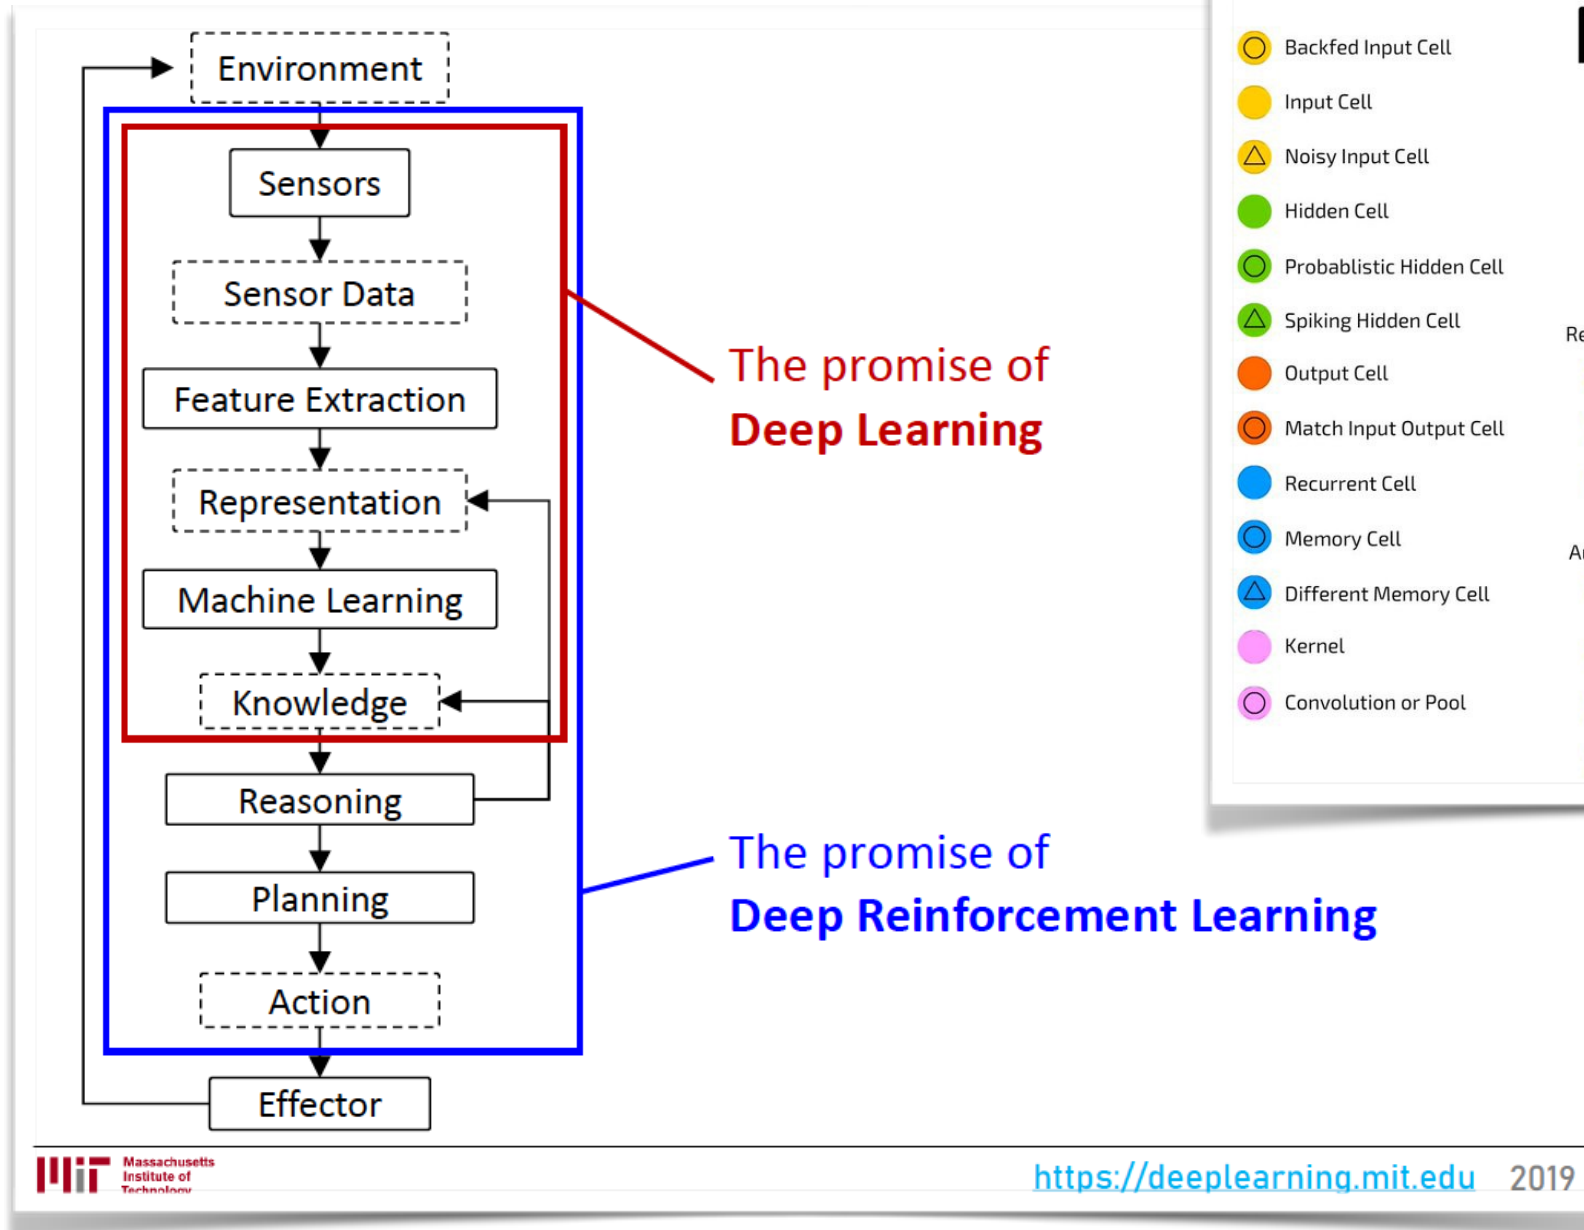 Environment
Sensors
Sensor Data
Feature Extraction
Representation
Machine Learning
Knowledge
Reasoning
Planning
Action
Effector
The promise of
Deep Learning
The promise of
Deep Reinforcement Learning
Backfed Input Cell
Input Cell
Noisy Input Cell
Hidden Cell
Probablistic Hidden Cell
Spiking Hidden Cell
Output Cell
Match Input Output Cell
Recurrent Cell
Memory Cell
Different Memory Cell
Kernel
Convolution or Pool
Massachusetts
Institute of
Technology
https://deeplearning.mit.edu 2019